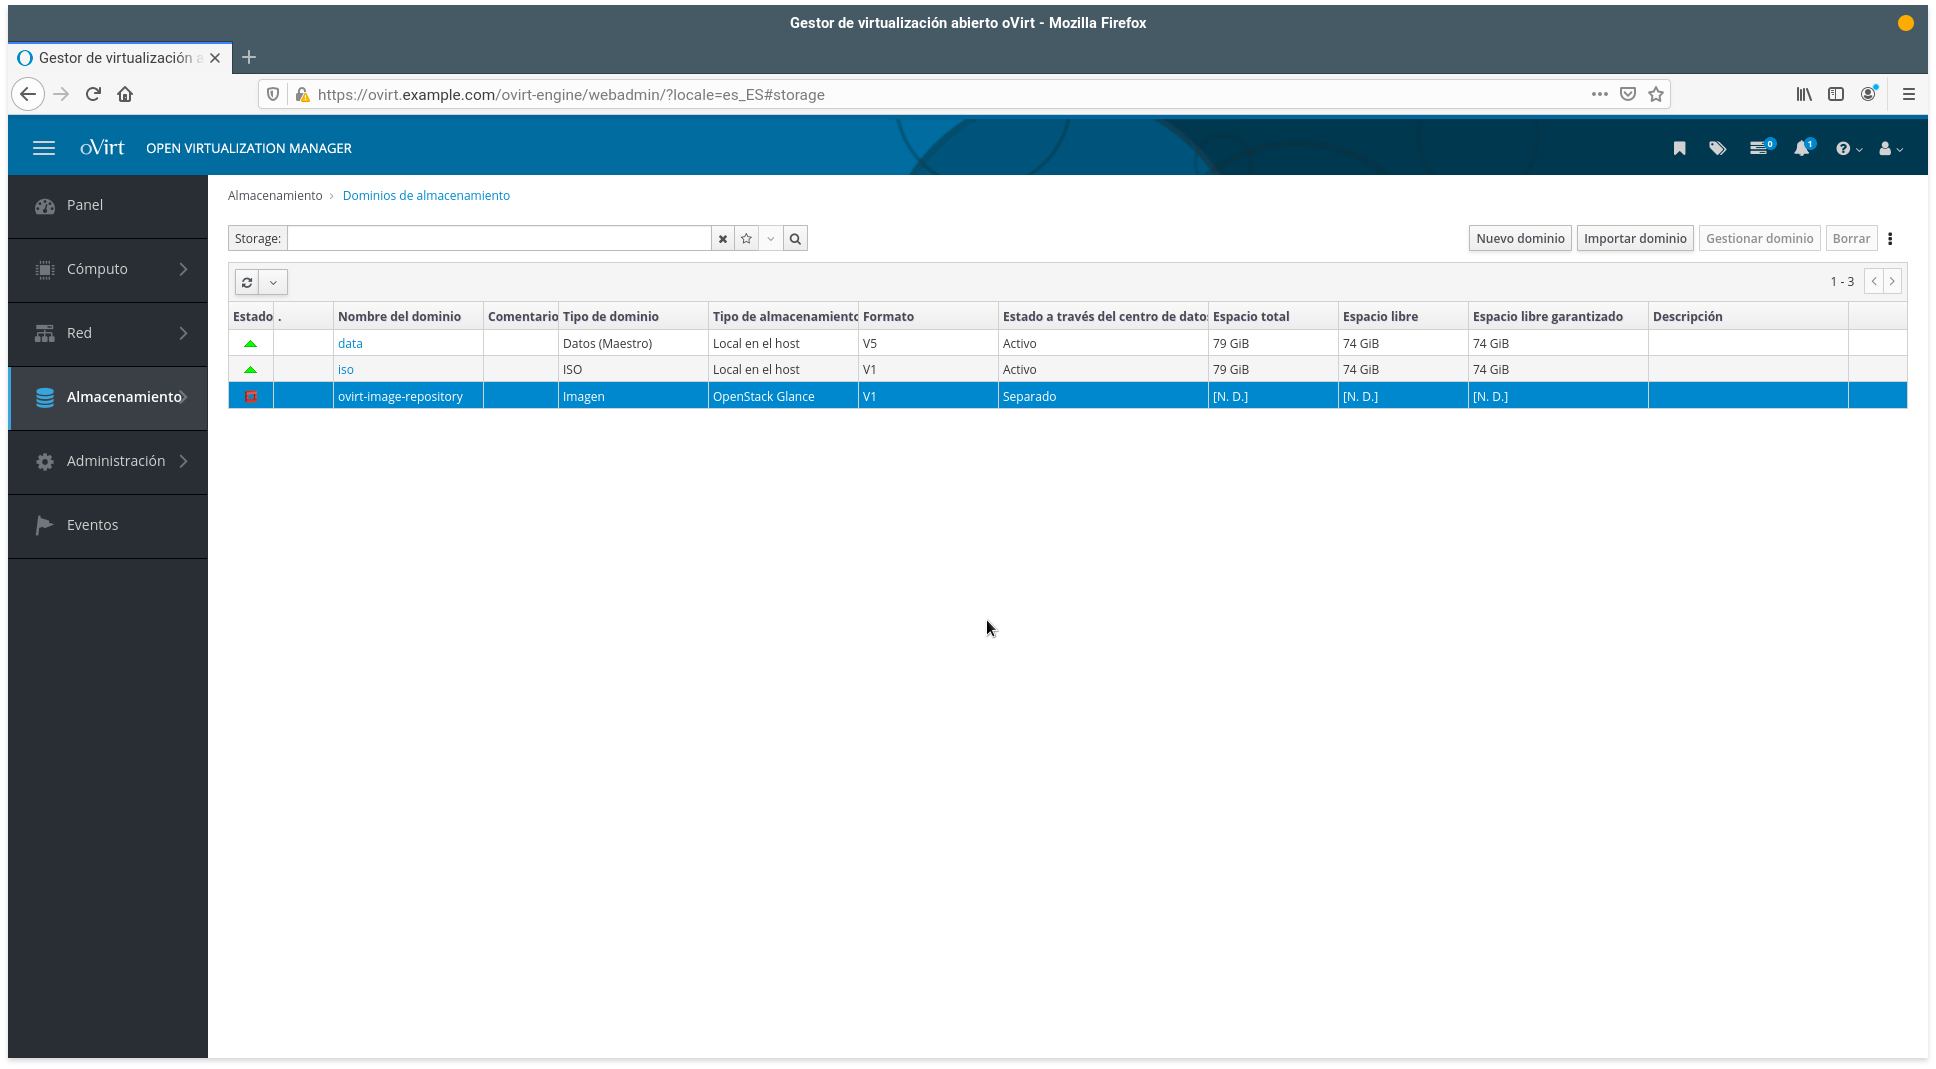 Gestor de virtualización abierto oVirt - Mozilla Firefox
Gestor de virtualización a
https://ovirt.example.com/ovirt-engine/webadmin/?locale=es_ES#storage
oVirt OPEN VIRTUALIZATION MANAGER 0 1
Panel
Cómputo
Red
Almacenamiento
Administración
Eventos
Almacenamiento › Dominios de almacenamiento
Storage: Nuevo dominio Importar dominio Gestionar dominio Borrar
1 - 3
Estado . Nombre del dominio Comentario Tipo de dominio Tipo de almacenamiento Formato Estado a través del centro de datos Espacio total Espacio libre Espacio libre garantizado Descripción
data Datos (Maestro) Local en el host V5 Activo 79 GiB 74 GiB 74 GiB
iso ISO Local en el host V1 Activo 79 GiB 74 GiB 74 GiB
ovirt-image-repository Imagen OpenStack Glance V1 Separado [N. D.] [N. D.] [N. D.]